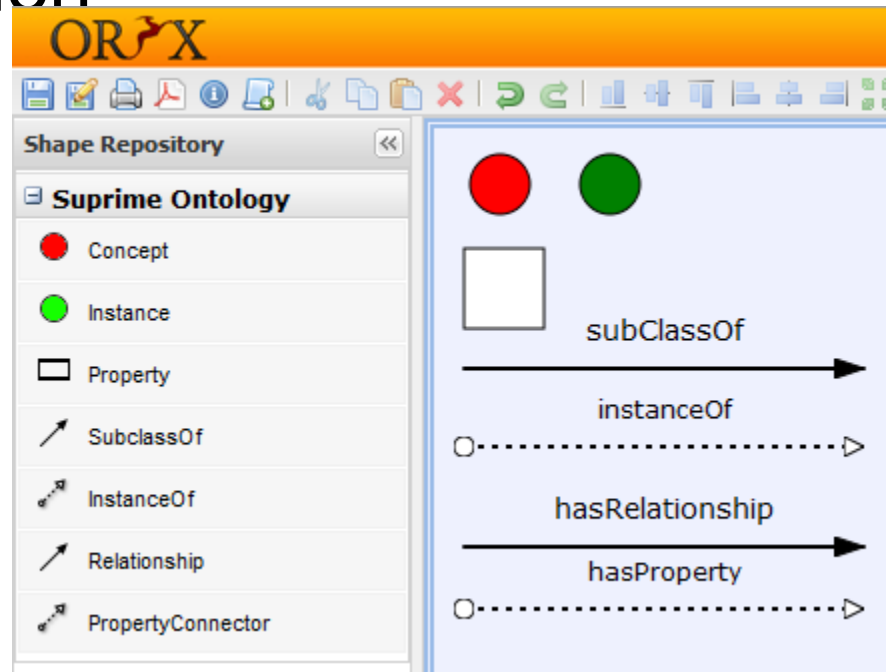 ORYX
Shape Repository
Suprime Ontology
Concept
Instance
Property
SubclassOf
InstanceOf
Relationship
PropertyConnector
subClassOf
instanceOf
hasRelationship
hasProperty